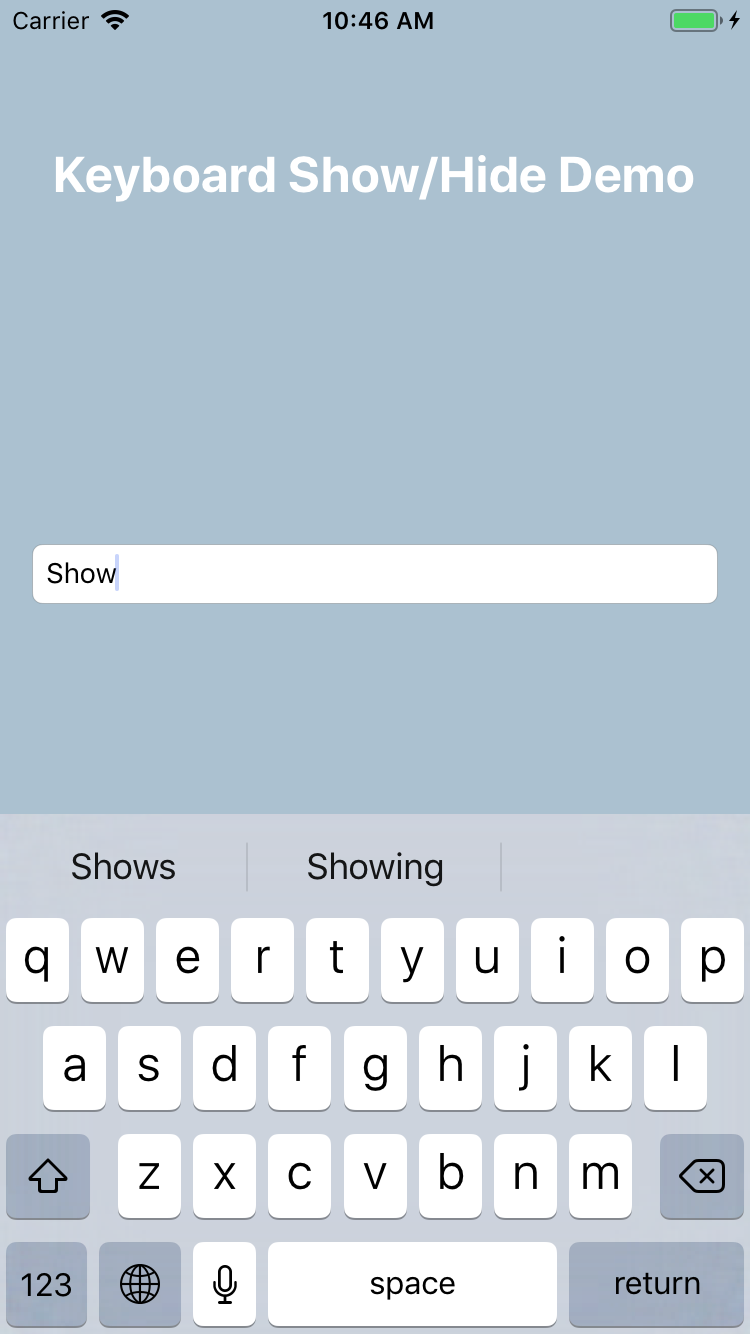 Carrier 10:46 AM
Keyboard Show/Hide Demo
Show
Shows Showing
q w e r t y u i o p
a s d f g h j k l
z x c v b n m
123 space return